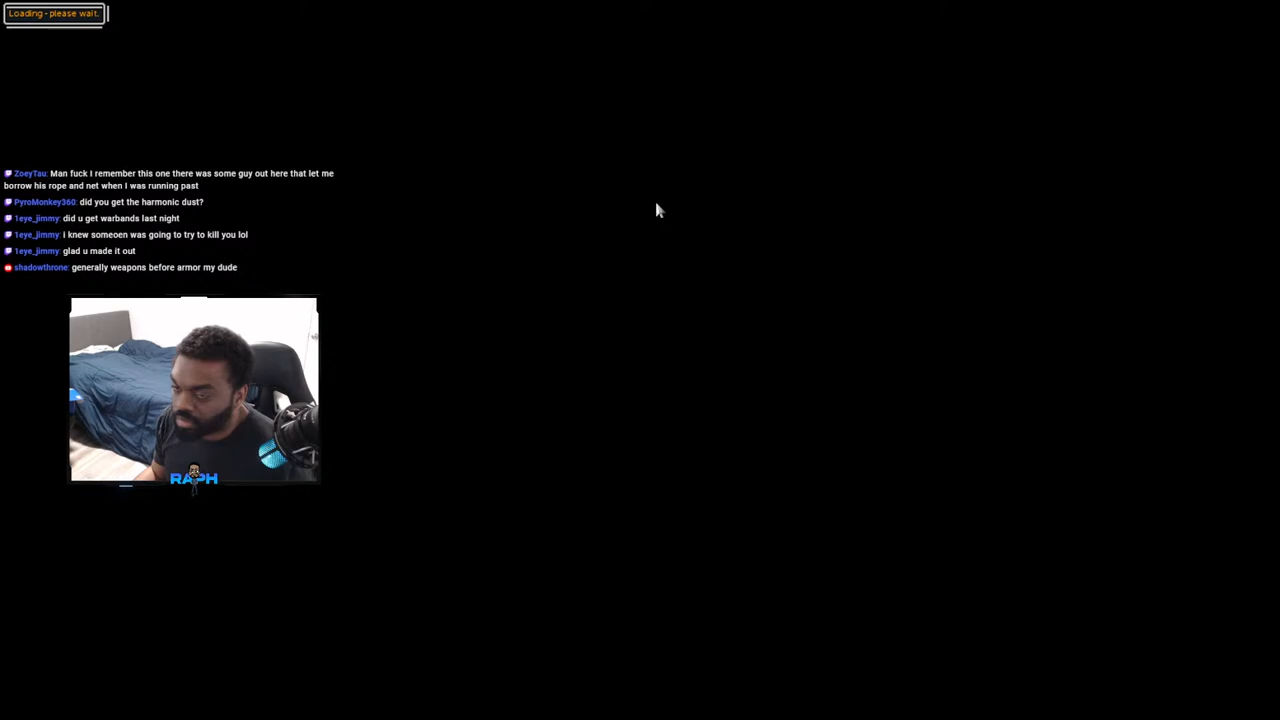 Loading - please wait.
ZoeyTau: Man fuck I remember this one there was some guy out here that let me
borrow his rope and net when I was running past
PyroMonkey360: did you get the harmonic dust?
1eye_jimmy: did u get warbands last night
1eye_jimmy: i knew someoen was going to try to kill you lol
1eye_jimmy: glad u made it out
shadowthrone: generally weapons before armor my dude
RAPH